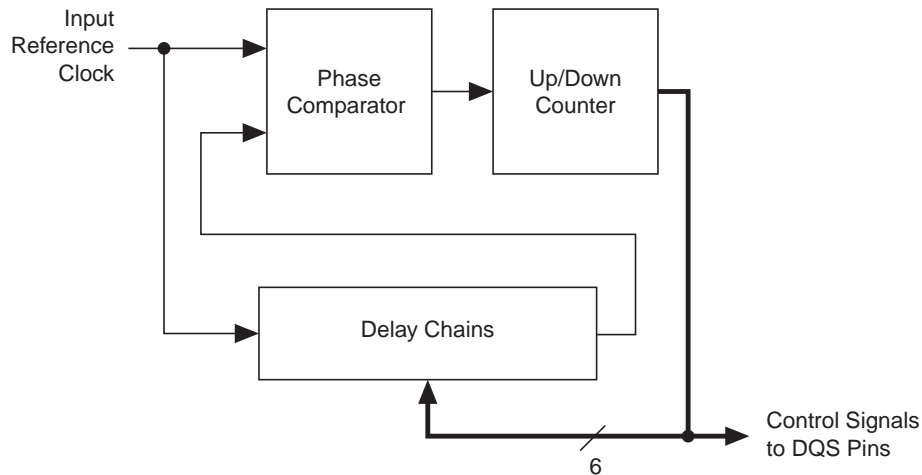 Input
Reference
Clock
Phase
Comparator
Up/Down
Counter
Delay Chains
6
Control Signals
to DQS Pins